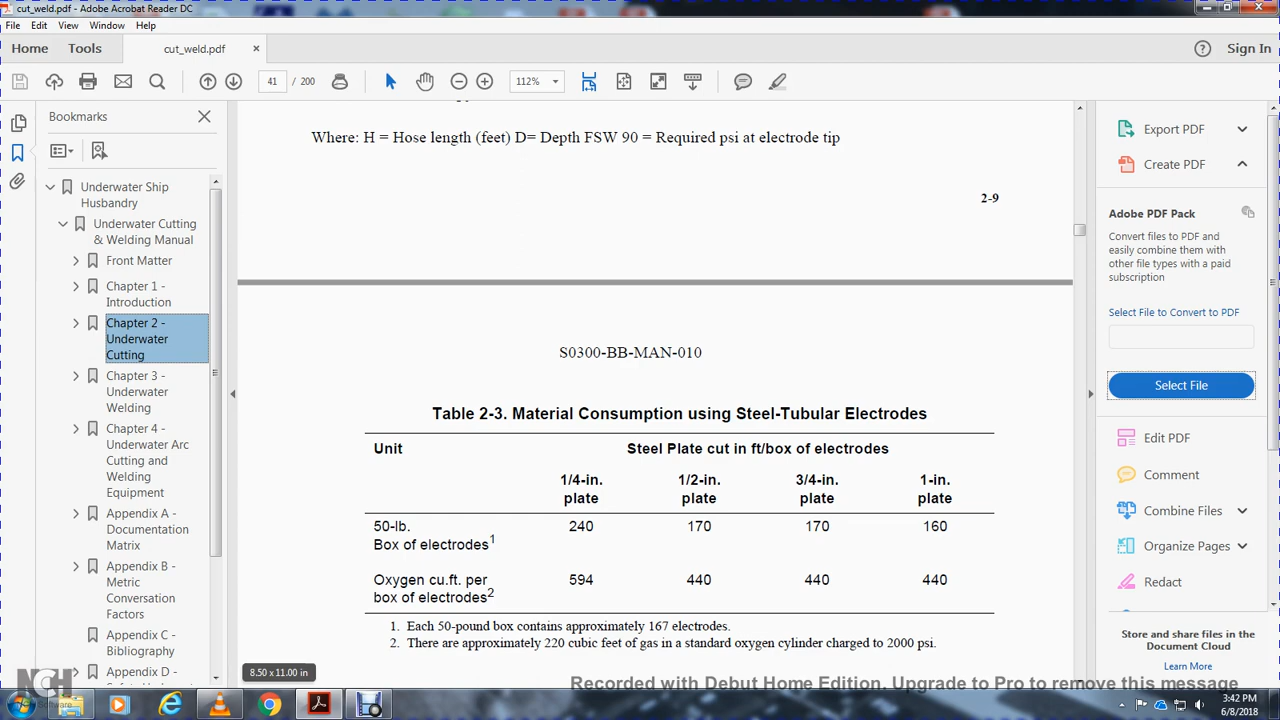 cut_weld.pdf - Adobe Acrobat Reader DC
File Edit View Window Help
Home Tools cut_weld.pdf × Sign In
41 / 200 112%
Bookmarks
Underwater Ship
Husbandry
Underwater Cutting
& Welding Manual
Front Matter
Chapter 1 -
Introduction
Chapter 2 -
Underwater
Cutting
Chapter 3 -
Underwater
Welding
Chapter 4 -
Underwater Arc
Cutting and
Welding
Equipment
Appendix A -
Documentation
Matrix
Appendix B -
Metric
Conversion
Factors
Appendix C -
Bibliography
Appendix D -
Where: H = Hose length (feet) D= Depth FSW 90 = Required psi at electrode tip
2-9
S0300-BB-MAN-010
Table 2-3. Material Consumption using Steel-Tubular Electrodes
Unit Steel Plate cut in ft/box of electrodes
1/4-in. 1/2-in. 3/4-in. 1-in.
plate plate plate plate
50-lb. 240 170 170 160
Box of electrodes1
Oxygen cu.ft. per 594 440 440 440
box of electrodes2
1. Each 50-pound box contains approximately 167 electrodes.
2. There are approximately 220 cubic feet of gas in a standard oxygen cylinder charged to 2000 psi.
8.50 x 11.00 in
Export PDF
Create PDF
Adobe PDF Pack
Convert files to PDF and
easily combine them with
other file types with a paid
subscription
Select File to Convert to PDF
Select File
Edit PDF
Comment
Combine Files
Organize Pages
Redact
Store and share files in the
Document Cloud
Learn More
NCH Software
Recorded with Debut Home Edition. Upgrade to Pro to remove this message
3:42 PM
6/8/2018